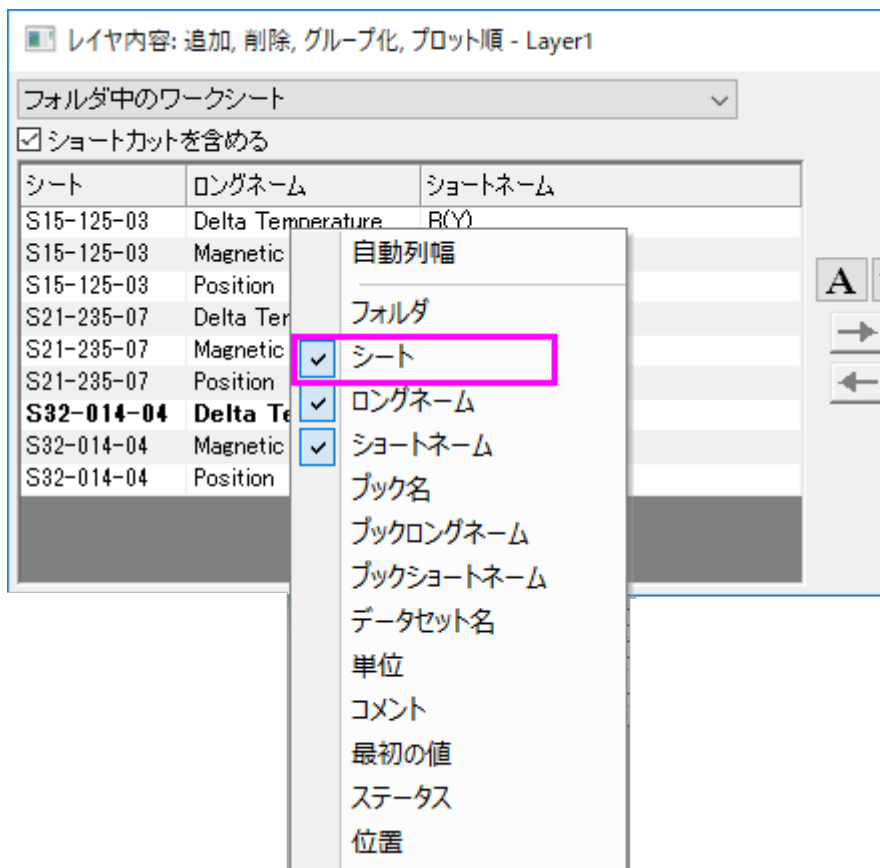 レイヤ内容: 追加, 削除, グループ化, プロット順 - Layer1
フォルダ中のワークシート
ショートカットを含める
シート ロングネーム ショートネーム
S15-125-03 Delta Temperature B(Y)
S15-125-03 Magnetic
S15-125-03 Position
S21-235-07 Delta Ter
S21-235-07 Magnetic
S21-235-07 Position
S32-014-04 Delta Te
S32-014-04 Magnetic
S32-014-04 Position
A
自動列幅
フォルダ
シート
ロングネーム
ショートネーム
ブック名
ブックロングネーム
ブックショートネーム
データセット名
単位
コメント
最初の値
ステータス
位置